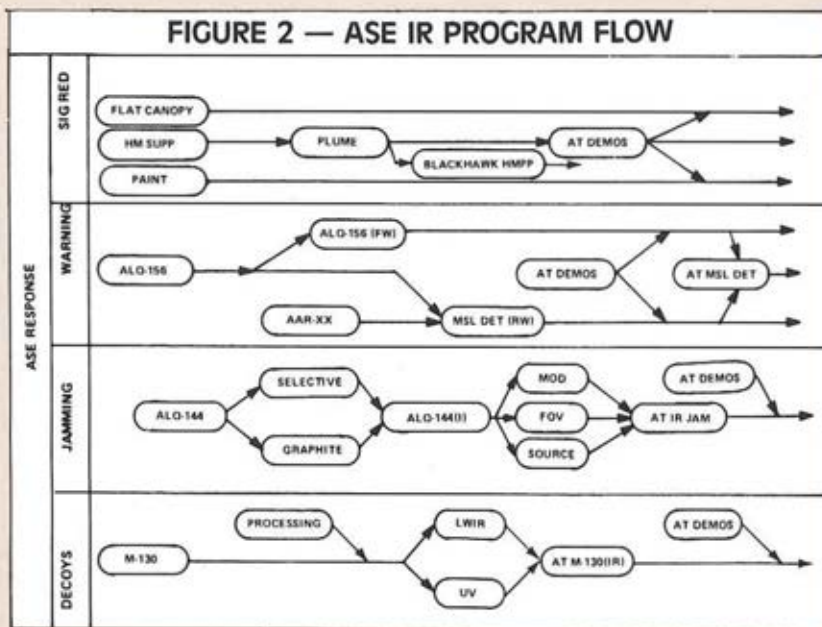 FIGURE 2 — ASE IR PROGRAM FLOW
ASE RESPONSE
SIG RED
FLAT CANOPY
HM SUPP
PLUME
AT DEMOS
BLACKHAWK HMFP
PAINT
WARNING
ALQ-156 (FW)
ALQ-156
AT DEMOS
AT MSL DET
AAR-XX
MSL DET (RW)
JAMMING
SELECTIVE
MOD
AT DEMOS
ALQ-144
ALQ-144(I)
FOV
AT IR JAM
GRAPHITE
SOURCE
DECOYS
PROCESSING
LWIR
AT DEMOS
M-130
AT M-130(IR)
UV